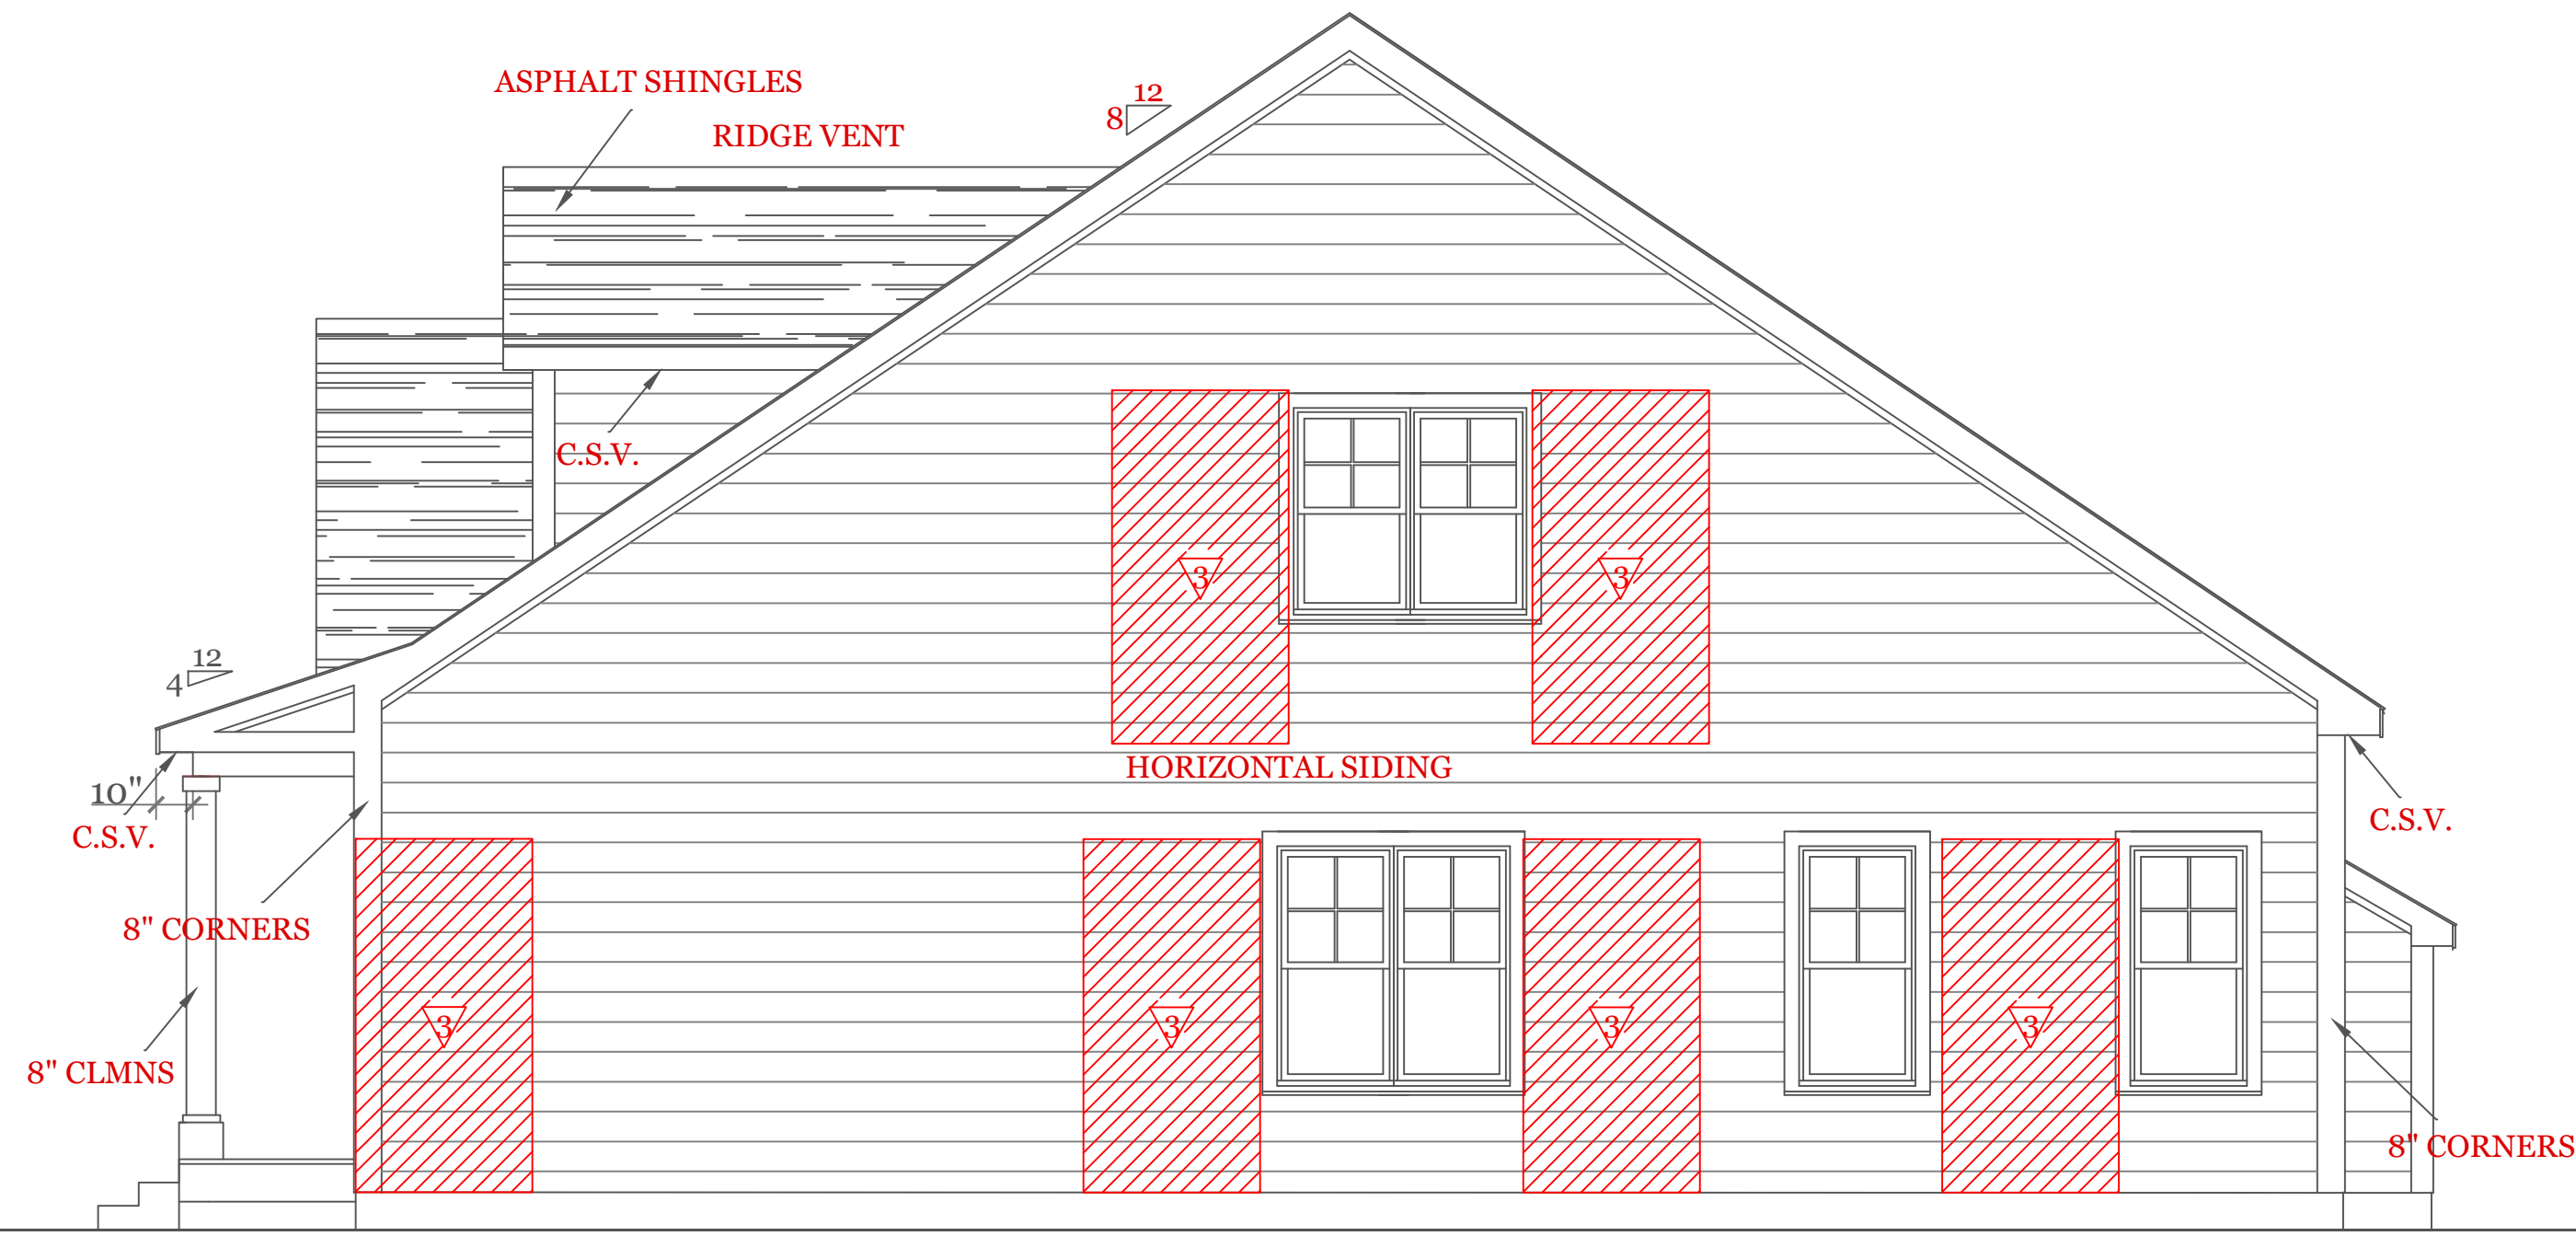 ASPHALT SHINGLES
12
8
RIDGE VENT
C.S.V.
3
3
12
4
HORIZONTAL SIDING
10"
C.S.V.
C.S.V.
8" CORNERS
3
3
3
3
8" CLMNS
8" CORNERS